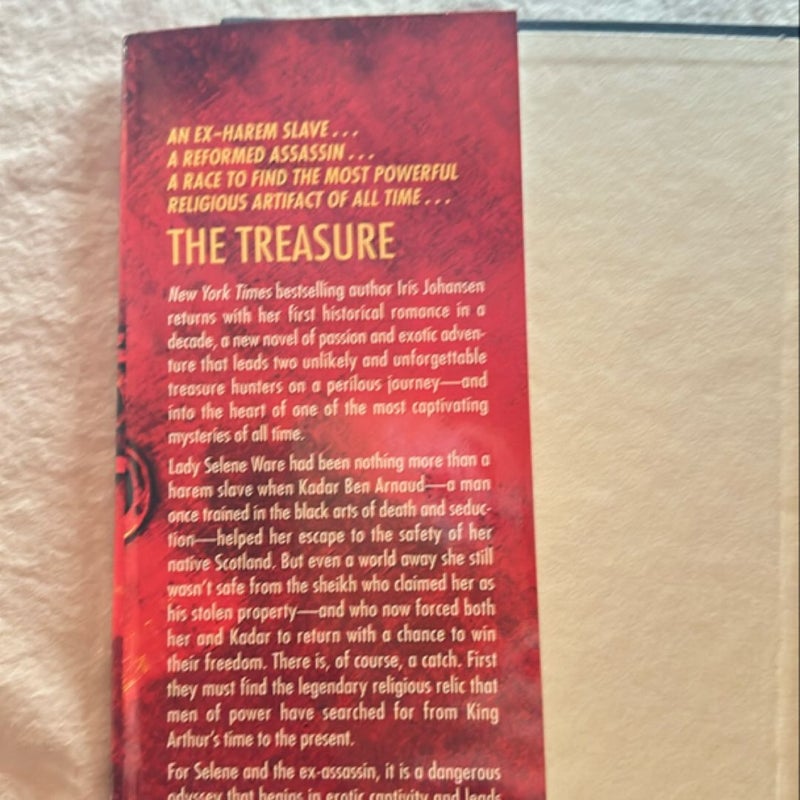 AN EX-HAREM SLAVE . . .
A REFORMED ASSASSIN . . .
A RACE TO FIND THE MOST POWERFUL
RELIGIOUS ARTIFACT OF ALL TIME . . .
THE TREASURE
New York Times bestselling author Iris Johansen
returns with her first historical romance in a
decade, a new novel of passion and exotic adven-
ture that leads two unlikely and unforgettable
treasure hunters on a perilous journey—and
into the heart of one of the most captivating
mysteries of all time.
Lady Selene Ware had been nothing more than a
harem slave when Kadar Ben Arnaud—a man
once trained in the black arts of death and seduc-
tion—helped her escape to the safety of her
native Scotland. But even a world away she still
wasn't safe from the sheikh who claimed her as
his stolen property—and who now forced both
her and Kadar to return with a chance to win
their freedom. There is, of course, a catch. First
they must find the legendary religious relic that
men of power have searched for from King
Arthur's time to the present.
For Selene and the ex-assassin, it is a dangerous
odyssey that begins in erotic captivity and leads